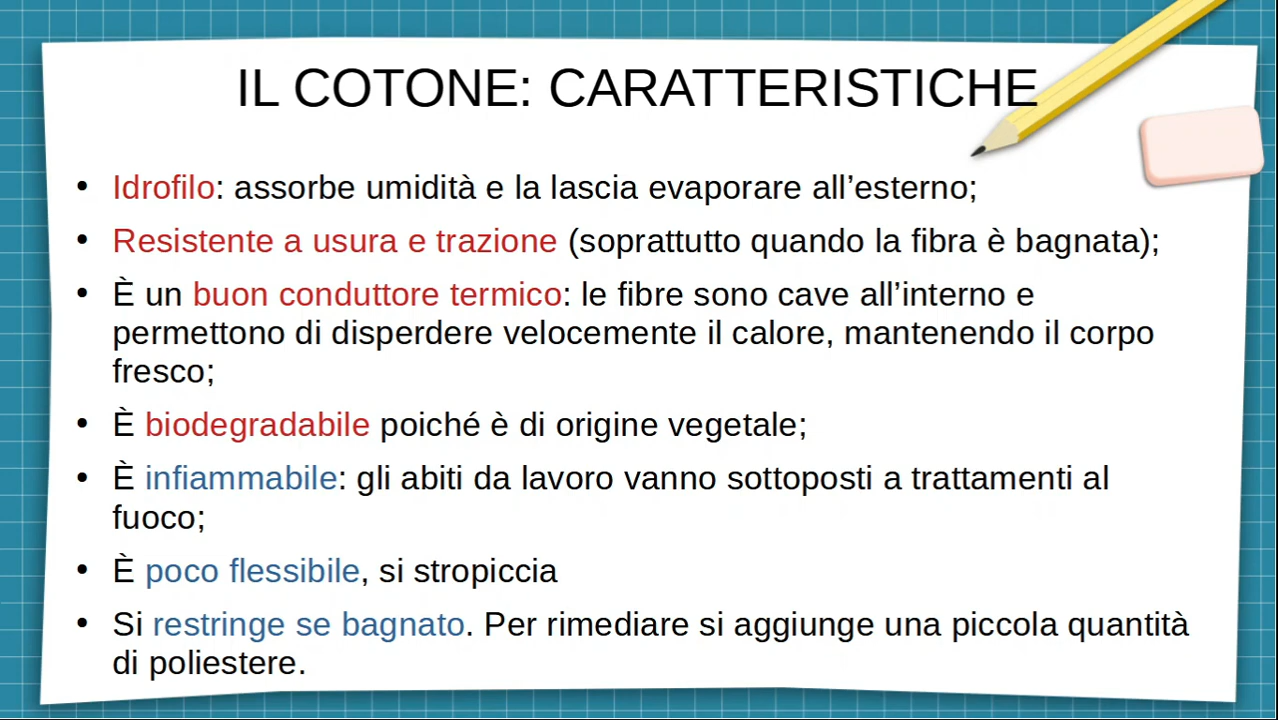 IL COTONE: CARATTERISTICHE
• Idrofilo: assorbe umidità e la lascia evaporare all’esterno;
• Resistente a usura e trazione (soprattutto quando la fibra è bagnata);
• È un buon conduttore termico: le fibre sono cave all’interno e
permettono di disperdere velocemente il calore, mantenendo il corpo
fresco;
• È biodegradabile poiché è di origine vegetale;
• È infiammabile: gli abiti da lavoro vanno sottoposti a trattamenti al
fuoco;
• È poco flessibile, si stropiccia
• Si restringe se bagnato. Per rimediare si aggiunge una piccola quantità
di poliestere.